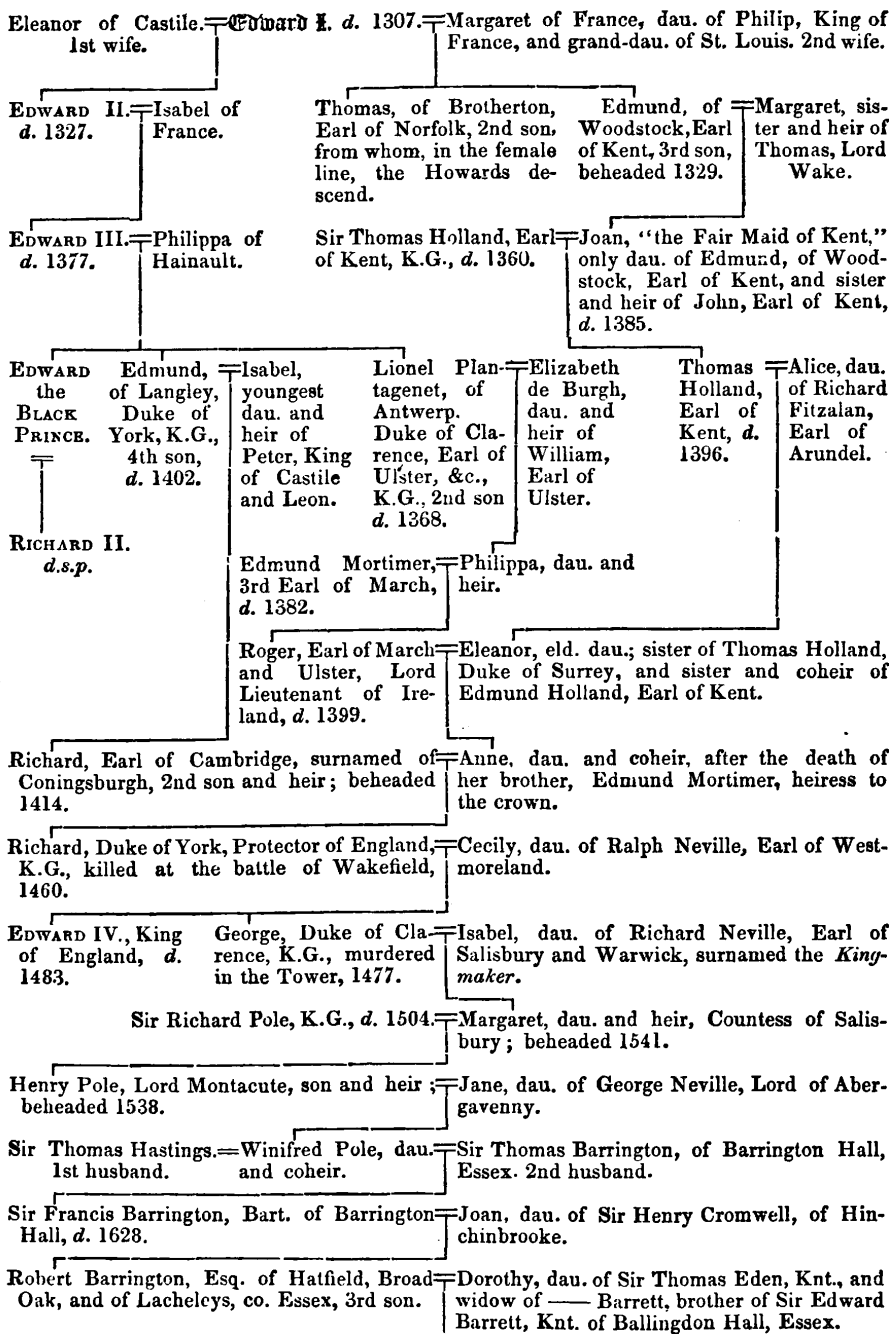 Eleanor of Castile.
1st wife.
Edward I. d. 1307.
Margaret of France, dau. of Philip, King of
France, and grand-dau. of St. Louis. 2nd wife.
EDWARD II.
d. 1327.
Isabel of
France.
Thomas, of Brotherton,
Earl of Norfolk, 2nd son,
from whom, in the female
line, the Howards de-
scend.
Edmund, of
Woodstock, Earl
of Kent, 3rd son,
beheaded 1329.
Margaret, sis-
ter and heir of
Thomas, Lord
Wake.
EDWARD III.
d. 1377.
Philippa of
Hainault.
Sir Thomas Holland, Earl
of Kent, K.G., d. 1360.
Joan, "the Fair Maid of Kent,"
only dau. of Edmund, of Wood-
stock, Earl of Kent, and sister
and heir of John, Earl of Kent,
d. 1385.
EDWARD
the
BLACK
PRINCE.
Edmund,
of Langley,
Duke of
York, K.G.,
4th son,
d. 1402.
Isabel,
youngest
dau. and
heir of
Peter, King
of Castile
and Leon.
Lionel Plan-
tagenet, of
Antwerp.
Duke of Cla-
rence, Earl of
Ulster, &c.,
K.G., 2nd son
d. 1368.
Elizabeth
de Burgh,
dau. and
heir of
William,
Earl of
Ulster.
Thomas
Holland,
Earl of
Kent, d.
1396.
Alice, dau.
of Richard
Fitzalan,
Earl of
Arundel.
RICHARD II.
d.s.p.
Edmund Mortimer,
3rd Earl of March,
d. 1382.
Philippa, dau. and
heir.
Roger, Earl of March
and Ulster, Lord
Lieutenant of Ire-
land, d. 1399.
Eleanor, eld. dau.; sister of Thomas Holland,
Duke of Surrey, and sister and coheir of
Edmund Holland, Earl of Kent.
Richard, Earl of Cambridge, surnamed of
Coningsburgh, 2nd son and heir; beheaded
1414.
Anne, dau. and coheir, after the death of
her brother, Edmund Mortimer, heiress to
the crown.
Richard, Duke of York, Protector of England,
K.G., killed at the battle of Wakefield,
1460.
Cecily, dau. of Ralph Neville, Earl of West-
moreland.
EDWARD IV., King
of England, d.
1483.
George, Duke of Cla-
rence, K.G., murdered
in the Tower, 1477.
Isabel, dau. of Richard Neville, Earl of
Salisbury and Warwick, surnamed the King-
maker.
Sir Richard Pole, K.G., d. 1504.
Margaret, dau. and heir, Countess of Salis-
bury; beheaded 1541.
Henry Pole, Lord Montacute, son and heir;
beheaded 1538.
Jane, dau. of George Neville, Lord of Aber-
gavenny.
Sir Thomas Hastings.
1st husband.
Winifred Pole, dau.
and coheir.
Sir Thomas Barrington, of Barrington Hall,
Essex. 2nd husband.
Sir Francis Barrington, Bart. of Barrington
Hall, d. 1628.
Joan, dau. of Sir Henry Cromwell, of Hin-
chinbrooke.
Robert Barrington, Esq. of Hatfield, Broad
Oak, and of Lacheleys, co. Essex, 3rd son.
Dorothy, dau. of Sir Thomas Eden, Knt., and
widow of —— Barrett, brother of Sir Edward
Barrett, Knt. of Ballingdon Hall, Essex.